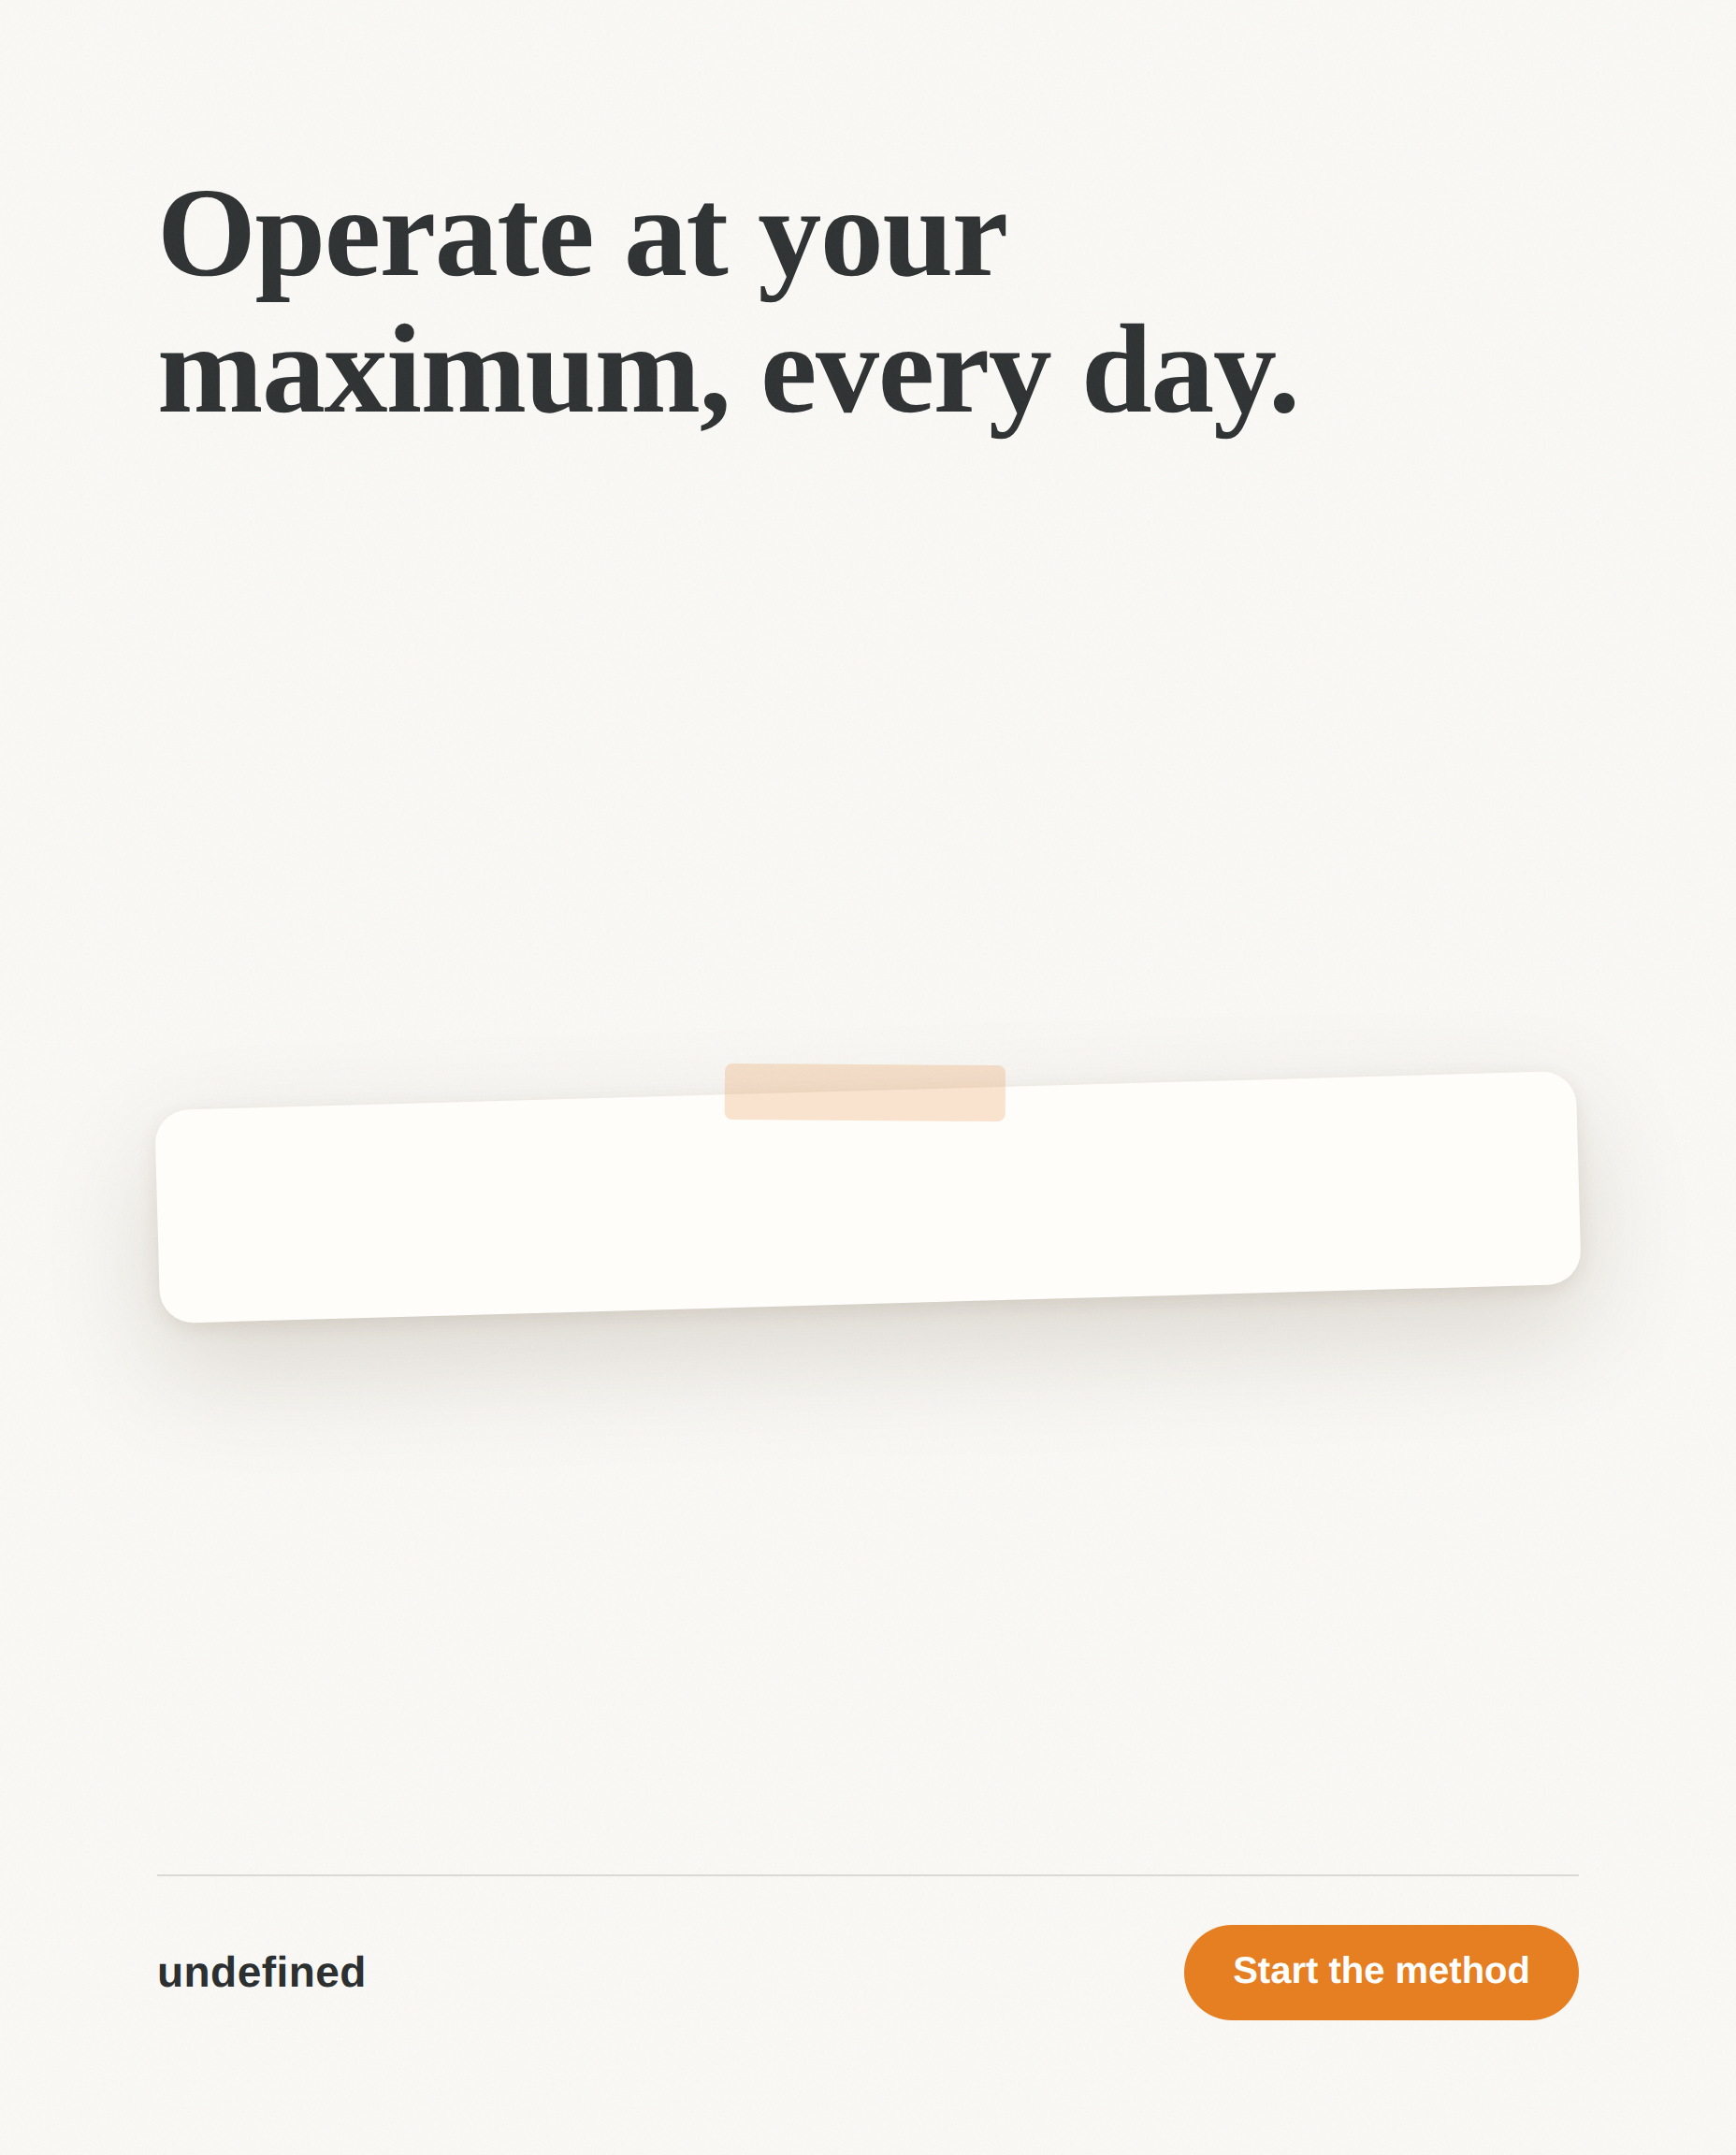 Operate at your
maximum, every day.
undefined
Start the method